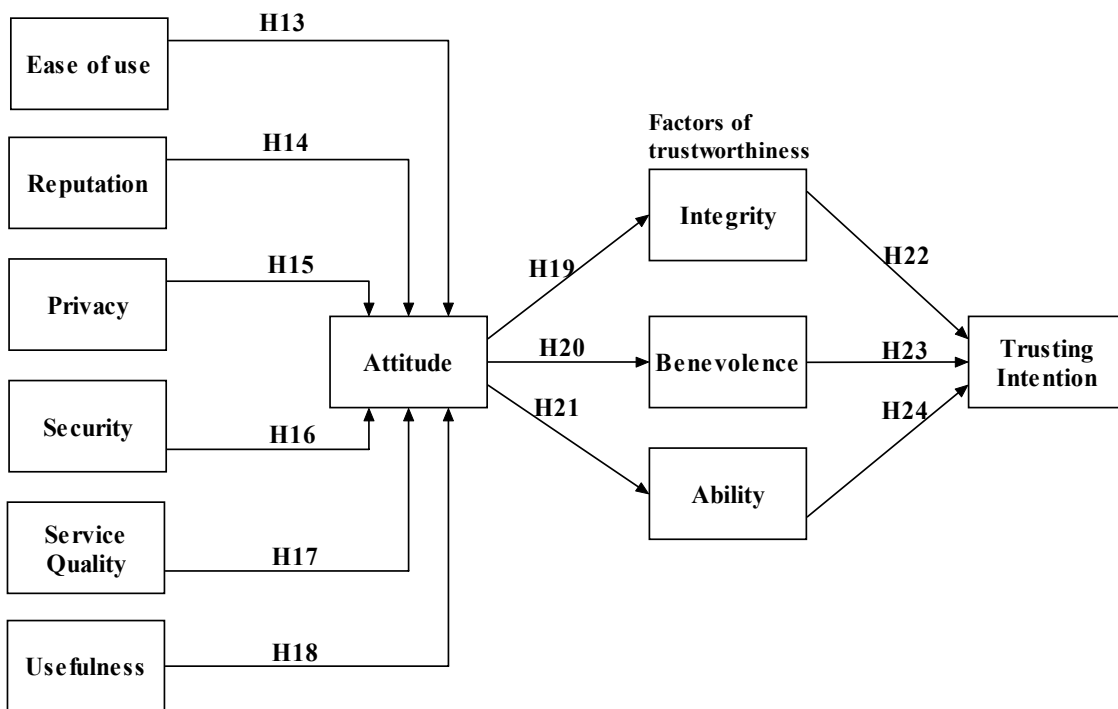 H13
Ease of use
H14
Reputation
H15
Privacy
H16
Security
H17
Service
Quality
H18
Usefulness
Attitude
H19
H20
H21
Factors of
trustworthiness
Integrity
Benevolence
Ability
H22
H23
H24
Trusting
Intention